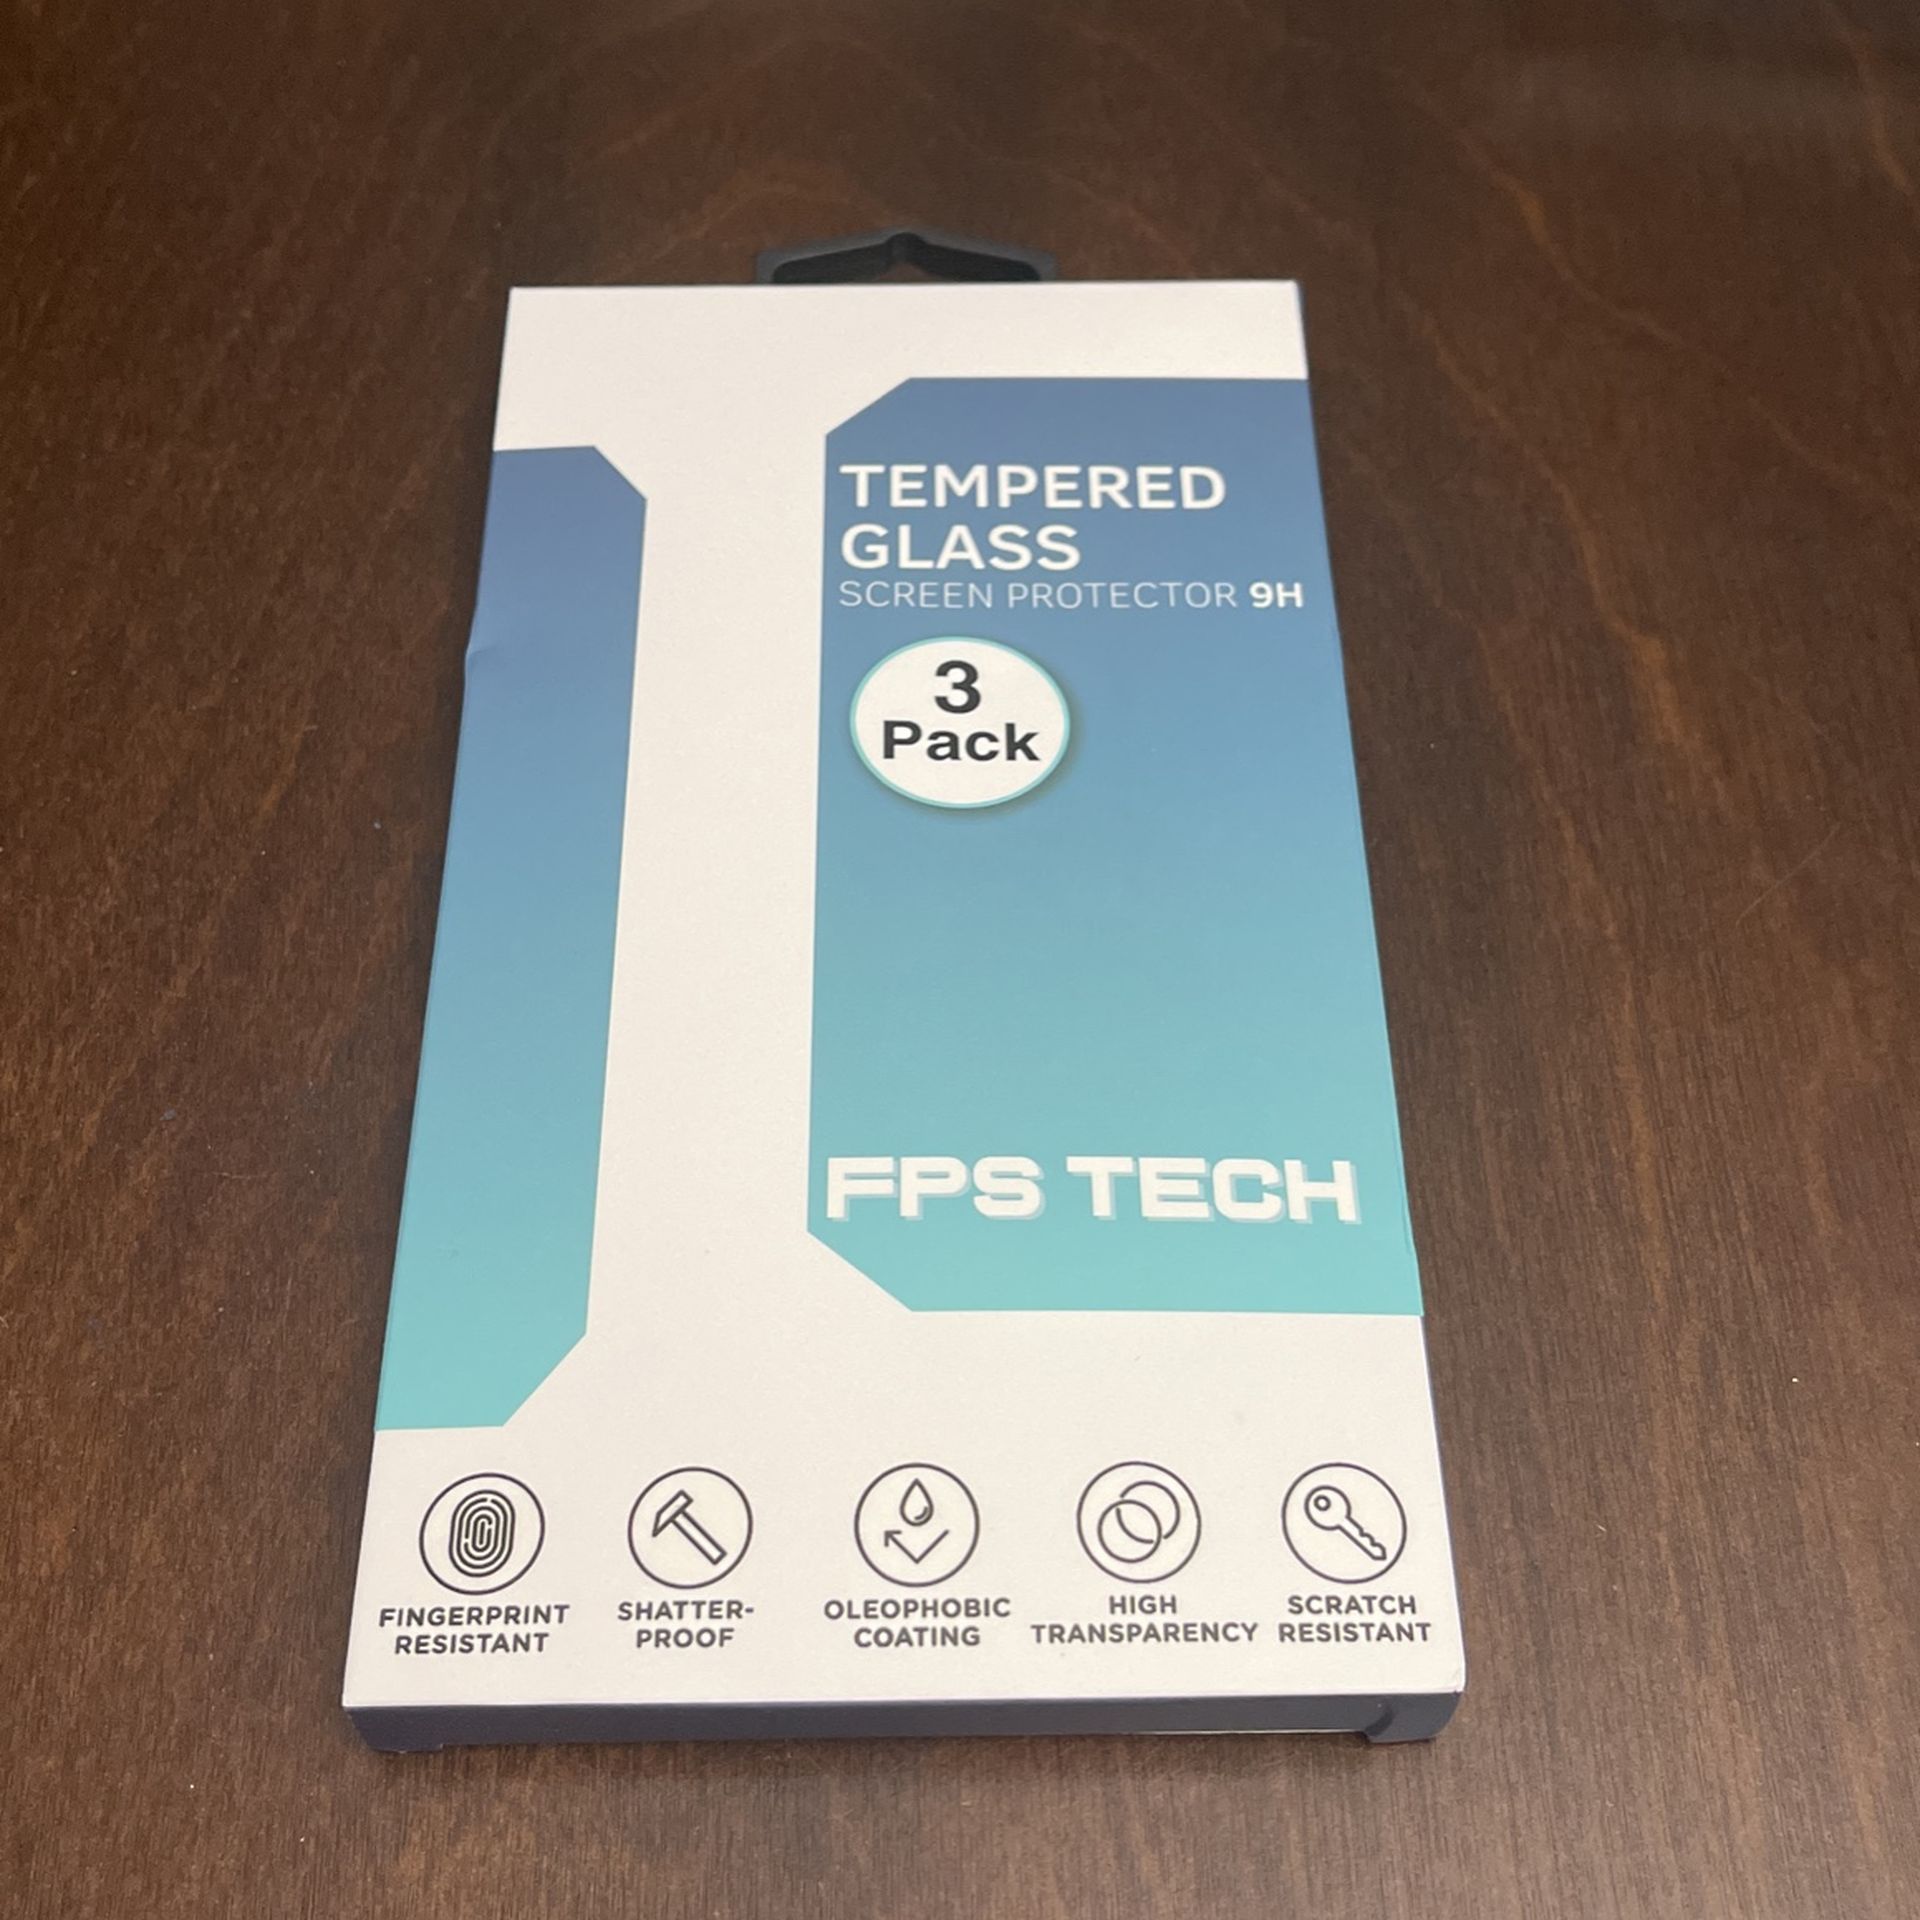 TEMPERED
GLASS
SCREEN PROTECTOR 9H
3
Pack
FPS TECH
FINGERPRINT
RESISTANT
SHATTER-
PROOF
OLEOPHOBIC
COATING
HIGH
TRANSPARENCY
SCRATCH
RESISTANT